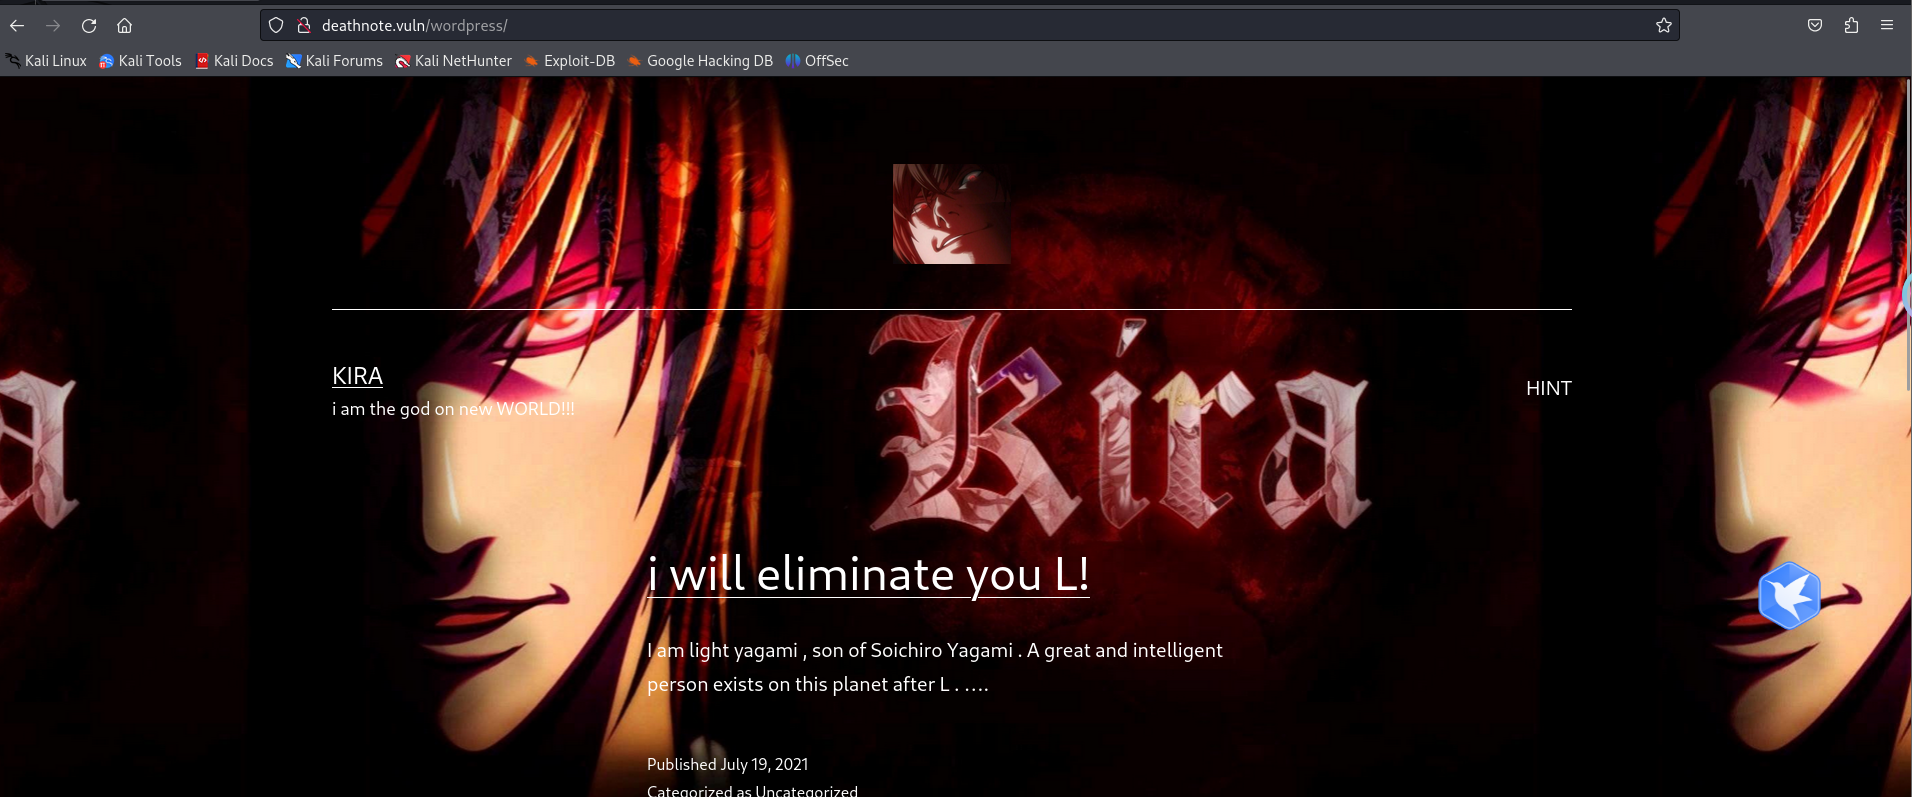 deathnote.vuln/wordpress/
Kali Linux Kali Tools Kali Docs Kali Forums Kali NetHunter Exploit-DB Google Hacking DB OffSec
KIRA
i am the god on new WORLD!!!
HINT
Kira
a
i will eliminate you L!
I am light yagami , son of Soichiro Yagami . A great and intelligent
person exists on this planet after L . ....
Published July 19, 2021
Categorized as Uncategorized